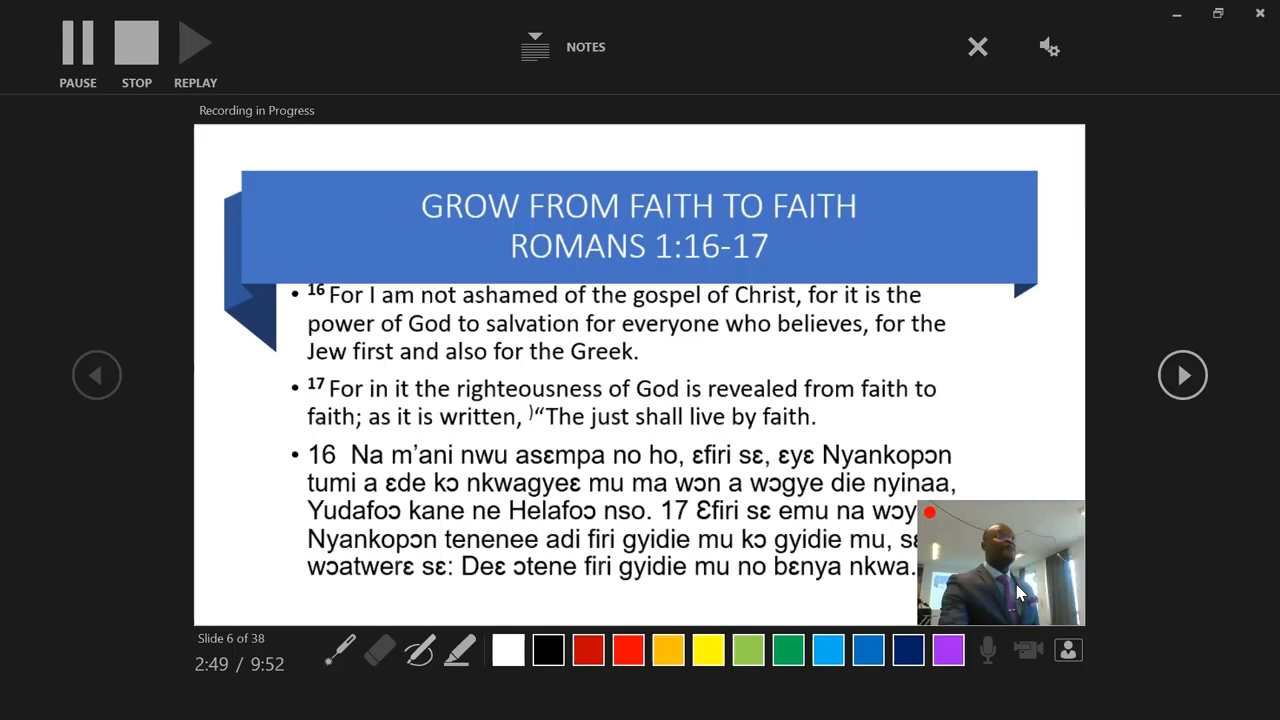 PAUSE STOP REPLAY
NOTES
Recording in Progress
GROW FROM FAITH TO FAITH
ROMANS 1:16-17
• ¹⁶ For I am not ashamed of the gospel of Christ, for it is the
power of God to salvation for everyone who believes, for the
Jew first and also for the Greek.
• ¹⁷ For in it the righteousness of God is revealed from faith to
faith; as it is written, ⁾“The just shall live by faith.
• 16 Na m’ani nwu asɛmpa no ho, ɛfiri sɛ, ɛyɛ Nyankopɔn
tumi a ɛde kɔ nkwagyeɛ mu ma wɔn a wɔgye die nyinaa,
Yudafoɔ kane ne Helafoɔ nso. 17 Ɛfiri sɛ emu na
Nyankopɔn tenenee adi firi gyidie mu kɔ gyidie mu,
wɔatwerɛ sɛ: Deɛ ɔtene firi gyidie mu no bɛnya nkwa.
Slide 6 of 38
2:49 / 9:52